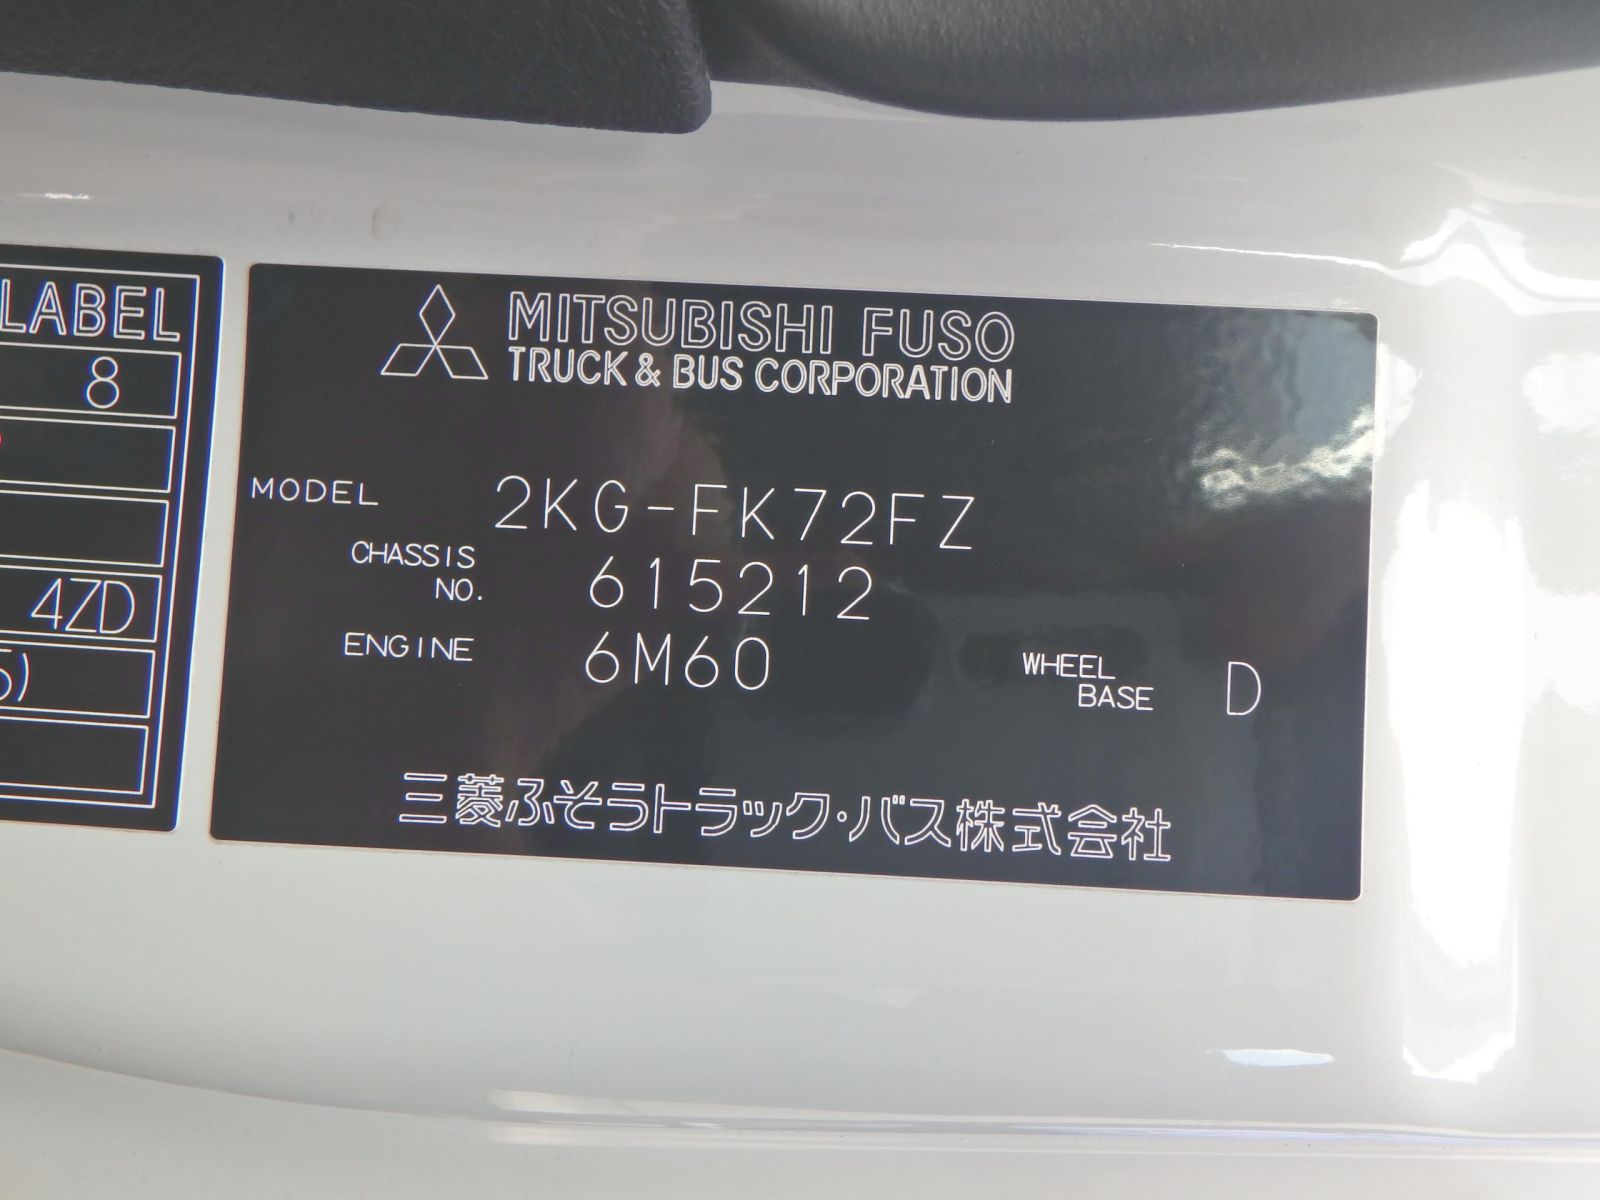 LABEL
8
4ZD
5)
MITSUBISHI FUSO
TRUCK & BUS CORPORATION
MODEL 2KG-FK72FZ
CHASSIS NO. 615212
ENGINE 6M60
WHEEL BASE D
三菱ふそうトラック・バス株式会社